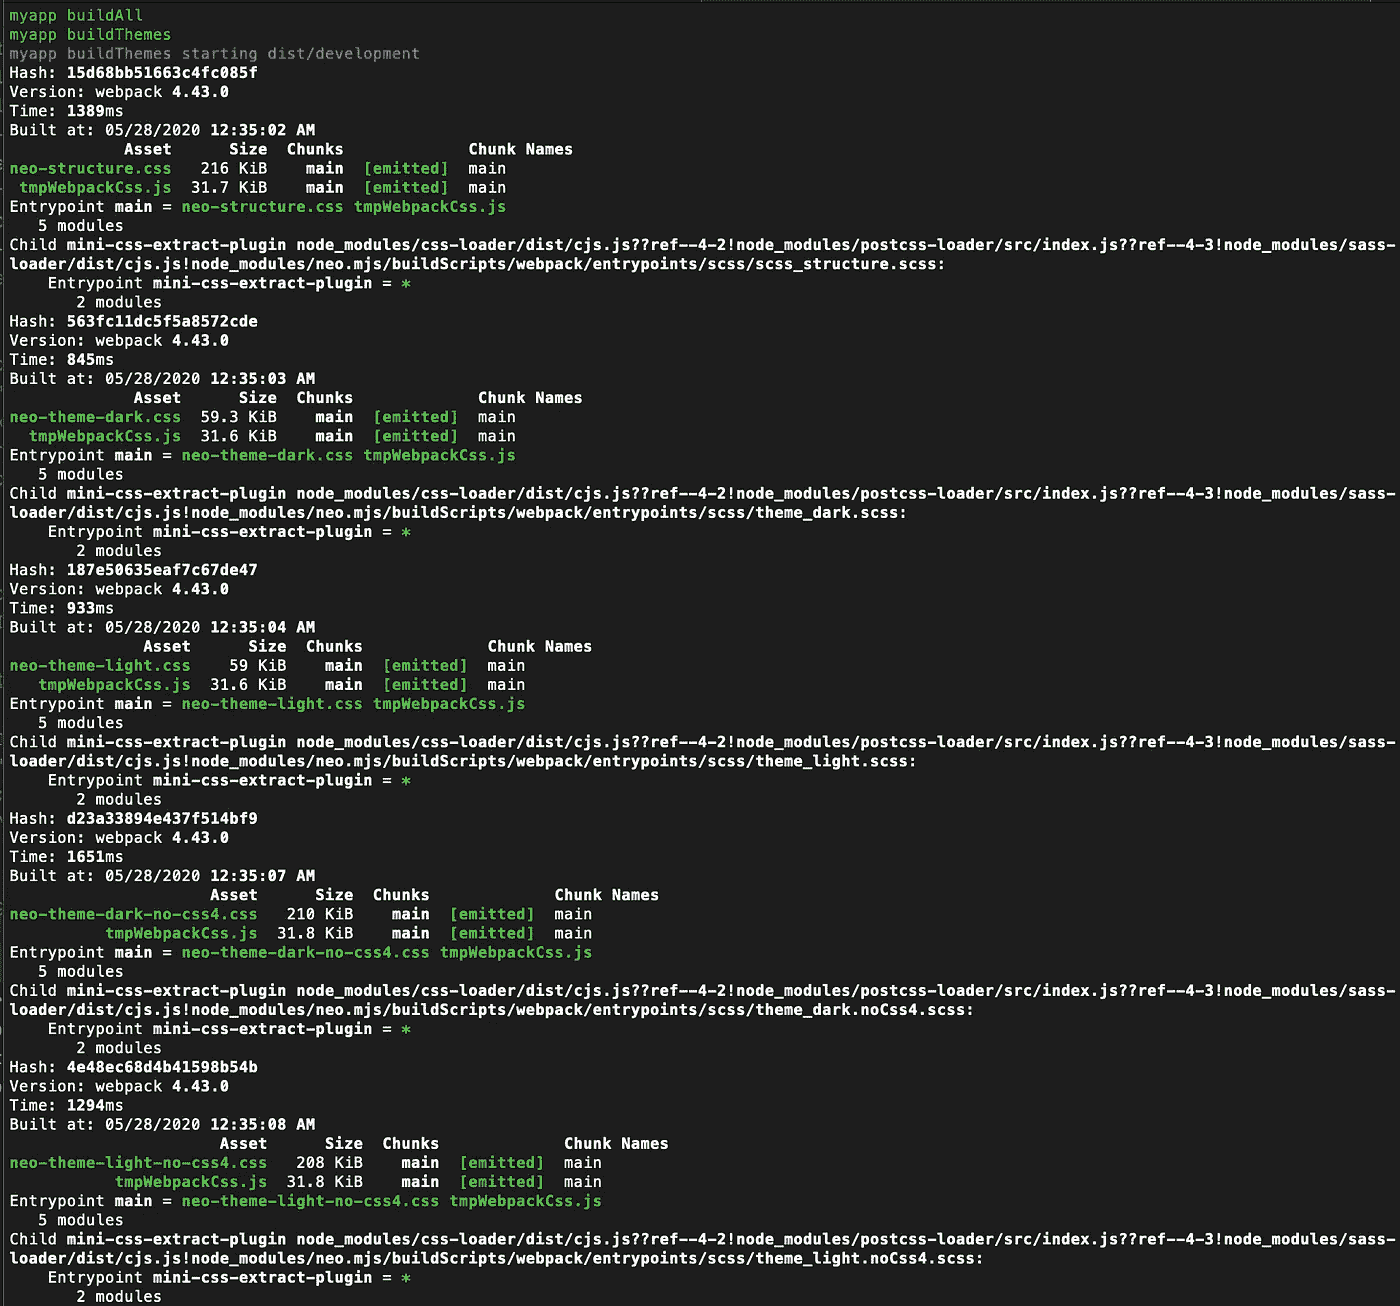 myapp buildAll
myapp buildThemes
myapp buildThemes starting dist/development
Hash: 15d68bb51663c4fc085f
Version: webpack 4.43.0
Time: 1389ms
Built at: 05/28/2020 12:35:02 AM
Asset Size Chunks Chunk Names
neo-structure.css 216 KiB main [emitted] main
tmpWebpackCss.js 31.7 KiB main [emitted] main
Entrypoint main = neo-structure.css tmpWebpackCss.js
5 modules
Child mini-css-extract-plugin node_modules/css-loader/dist/cjs.js??ref--4-2!node_modules/postcss-loader/src/index.js??ref--4-3!node_modules/sass-
loader/dist/cjs.js!node_modules/neo.mjs/buildScripts/webpack/entrypoints/scss/scss_structure.scss:
Entrypoint mini-css-extract-plugin = *
2 modules
Hash: 563fc11dc5f5a8572cde
Version: webpack 4.43.0
Time: 845ms
Built at: 05/28/2020 12:35:03 AM
Asset Size Chunks Chunk Names
neo-theme-dark.css 59.3 KiB main [emitted] main
tmpWebpackCss.js 31.6 KiB main [emitted] main
Entrypoint main = neo-theme-dark.css tmpWebpackCss.js
5 modules
Child mini-css-extract-plugin node_modules/css-loader/dist/cjs.js??ref--4-2!node_modules/postcss-loader/src/index.js??ref--4-3!node_modules/sass-
loader/dist/cjs.js!node_modules/neo.mjs/buildScripts/webpack/entrypoints/scss/theme_dark.scss:
Entrypoint mini-css-extract-plugin = *
2 modules
Hash: 187e50635eaf7c67de47
Version: webpack 4.43.0
Time: 933ms
Built at: 05/28/2020 12:35:04 AM
Asset Size Chunks Chunk Names
neo-theme-light.css 59 KiB main [emitted] main
tmpWebpackCss.js 31.6 KiB main [emitted] main
Entrypoint main = neo-theme-light.css tmpWebpackCss.js
5 modules
Child mini-css-extract-plugin node_modules/css-loader/dist/cjs.js??ref--4-2!node_modules/postcss-loader/src/index.js??ref--4-3!node_modules/sass-
loader/dist/cjs.js!node_modules/neo.mjs/buildScripts/webpack/entrypoints/scss/theme_light.scss:
Entrypoint mini-css-extract-plugin = *
2 modules
Hash: d23a33894e437f514bf9
Version: webpack 4.43.0
Time: 1651ms
Built at: 05/28/2020 12:35:07 AM
Asset Size Chunks Chunk Names
neo-theme-dark-no-css4.css 210 KiB main [emitted] main
tmpWebpackCss.js 31.8 KiB main [emitted] main
Entrypoint main = neo-theme-dark-no-css4.css tmpWebpackCss.js
5 modules
Child mini-css-extract-plugin node_modules/css-loader/dist/cjs.js??ref--4-2!node_modules/postcss-loader/src/index.js??ref--4-3!node_modules/sass-
loader/dist/cjs.js!node_modules/neo.mjs/buildScripts/webpack/entrypoints/scss/theme_dark.noCss4.scss:
Entrypoint mini-css-extract-plugin = *
2 modules
Hash: 4e48ec68d4b41598b54b
Version: webpack 4.43.0
Time: 1294ms
Built at: 05/28/2020 12:35:08 AM
Asset Size Chunks Chunk Names
neo-theme-light-no-css4.css 208 KiB main [emitted] main
tmpWebpackCss.js 31.8 KiB main [emitted] main
Entrypoint main = neo-theme-light-no-css4.css tmpWebpackCss.js
5 modules
Child mini-css-extract-plugin node_modules/css-loader/dist/cjs.js??ref--4-2!node_modules/postcss-loader/src/index.js??ref--4-3!node_modules/sass-
loader/dist/cjs.js!node_modules/neo.mjs/buildScripts/webpack/entrypoints/scss/theme_light.noCss4.scss:
Entrypoint mini-css-extract-plugin = *
2 modules